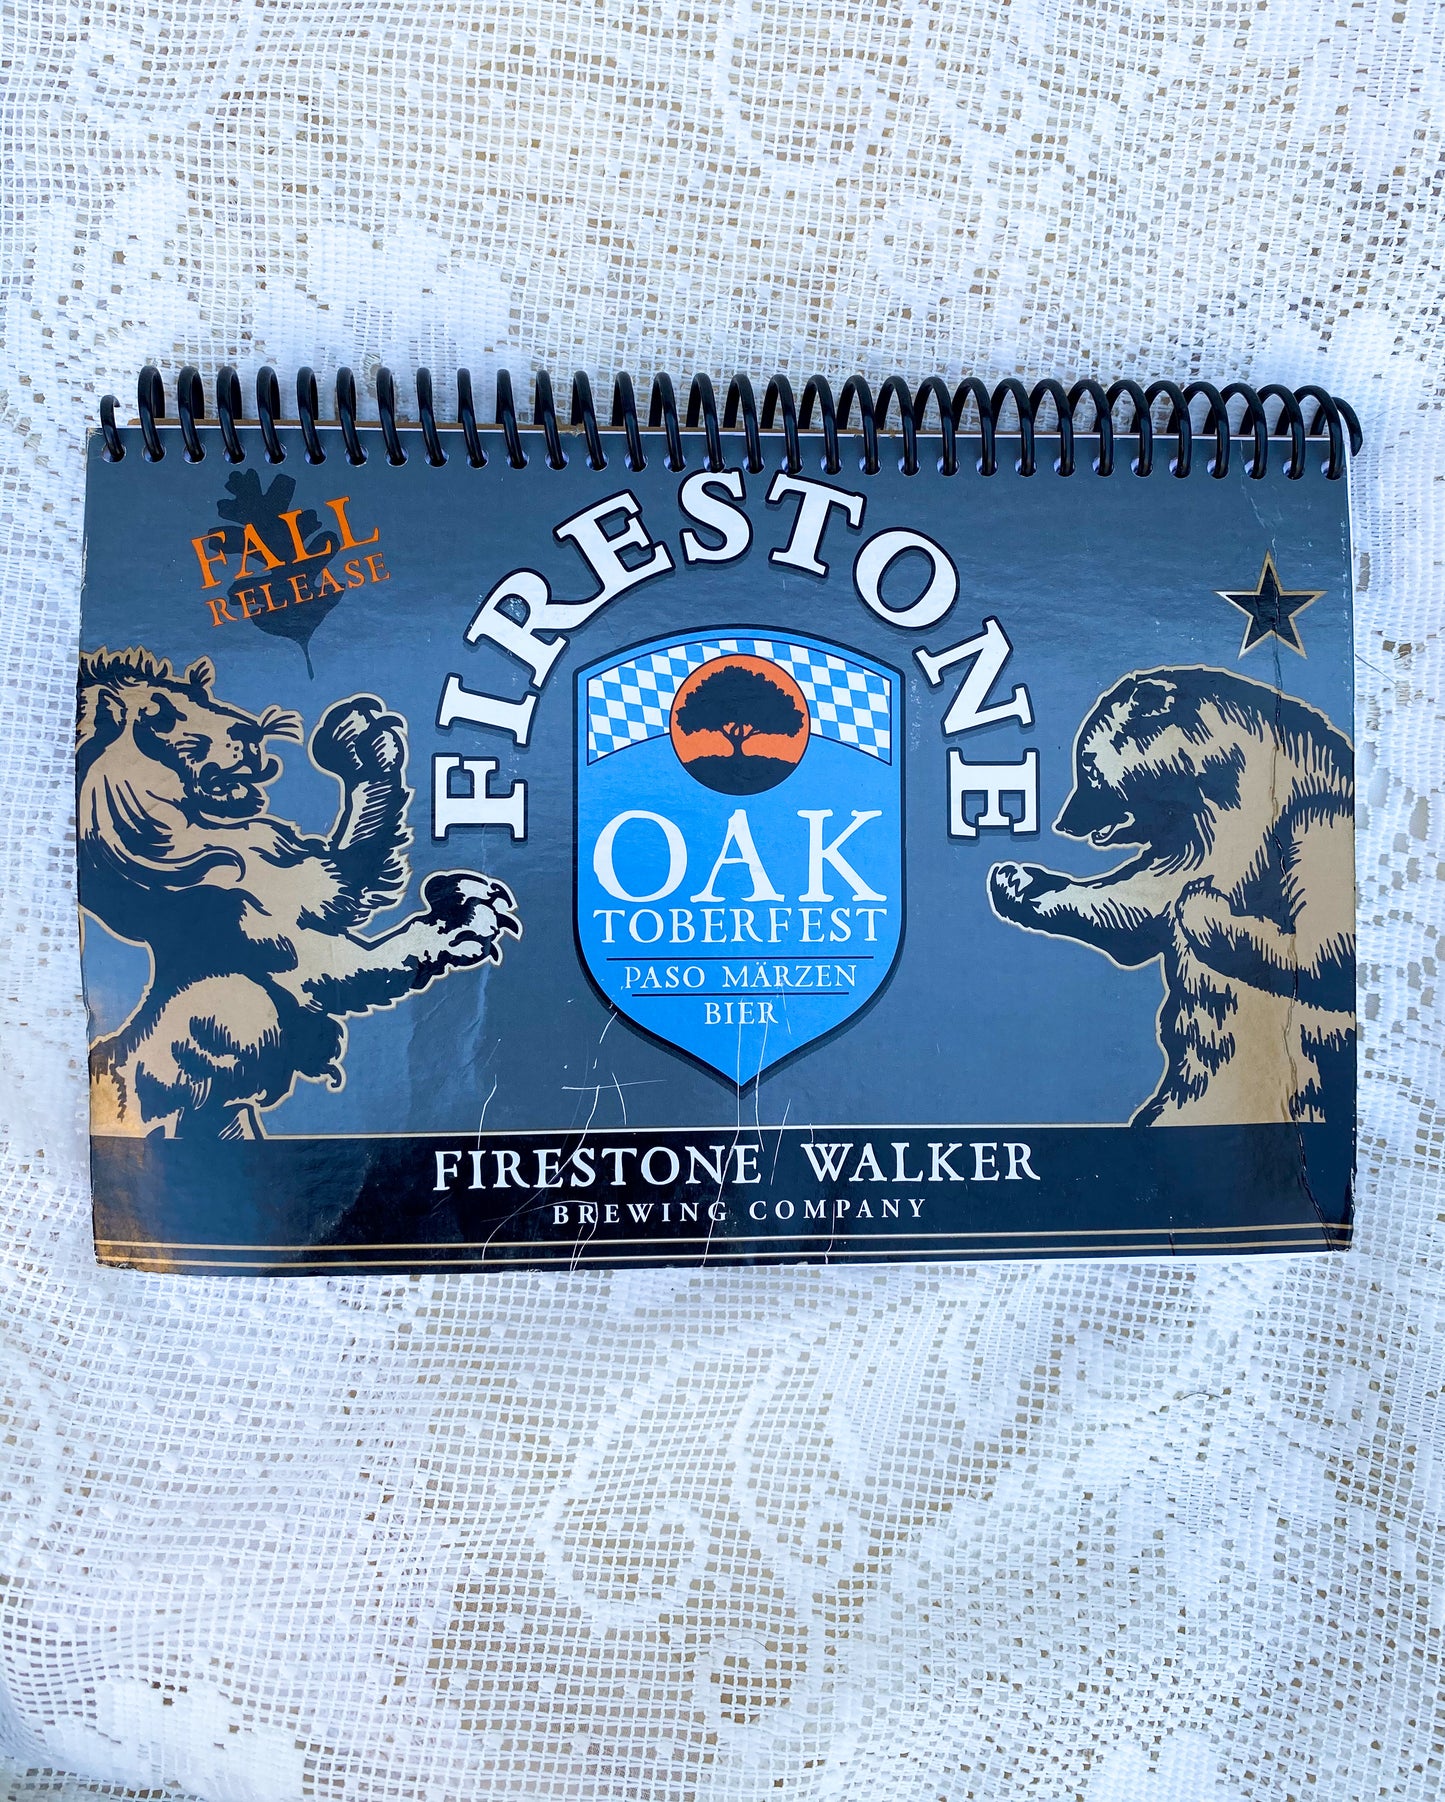 FALL
RELEASE
FIRESTONE
OAK
TOBERFEST
PASO MÄRZEN
BIER
FIRESTONE WALKER
BREWING COMPANY